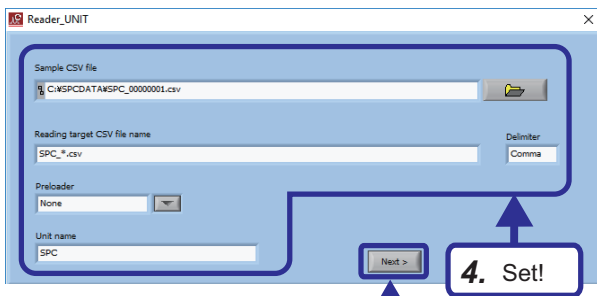 Reader_UNIT
Sample CSV file
C:¥SPCDATA¥SPC_00000001.csv
Reading target CSV file name
Delimiter
SPC_*.csv
Comma
Preloader
None
Unit name
SPC
Next >
4. Set!